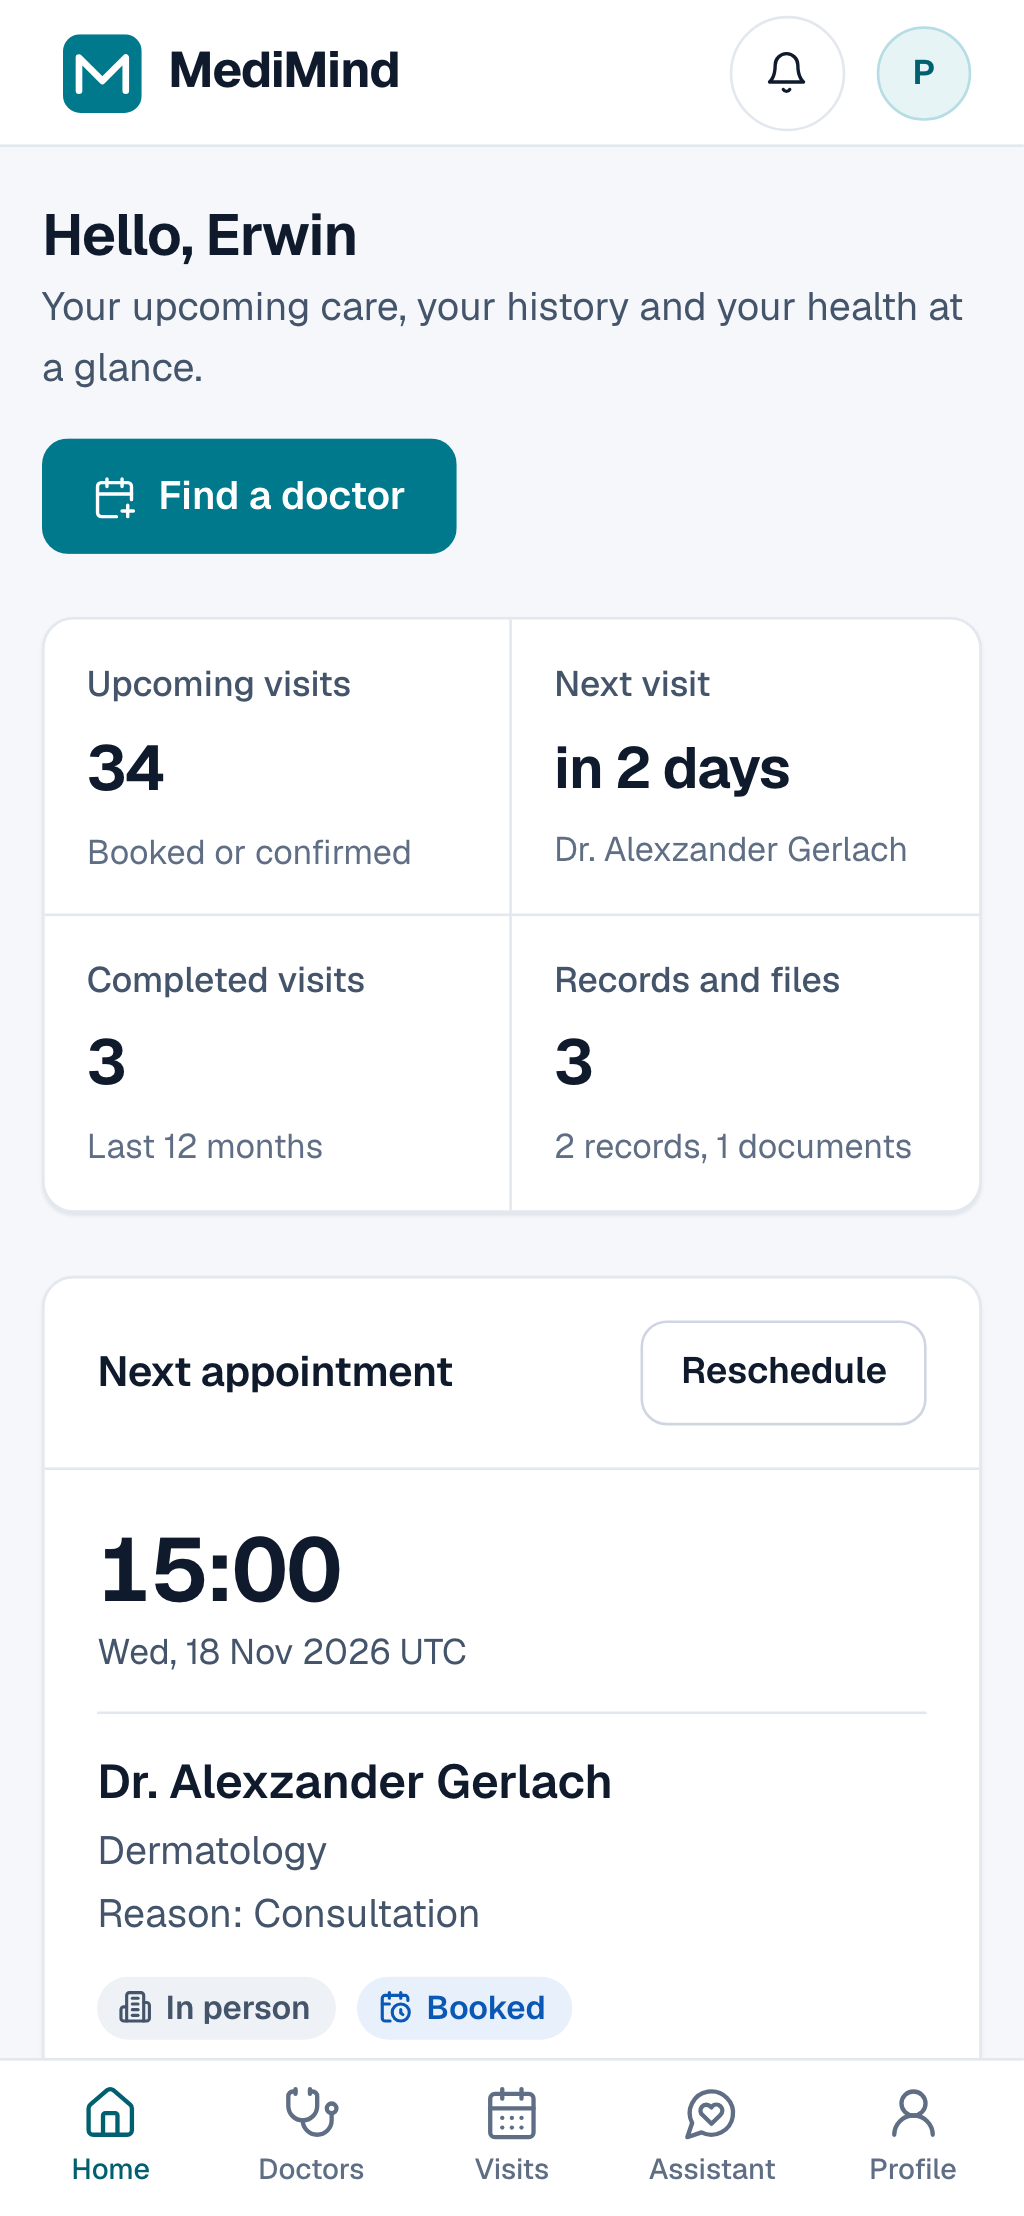 MediMind
P
Hello, Erwin
Your upcoming care, your history and your health at
a glance.
Find a doctor
Upcoming visits
34
Booked or confirmed
Next visit
in 2 days
Dr. Alexzander Gerlach
Completed visits
3
Last 12 months
Records and files
3
2 records, 1 documents
Next appointment
Reschedule
15:00
Wed, 18 Nov 2026 UTC
Dr. Alexzander Gerlach
Dermatology
Reason: Consultation
In person
Booked
Home
Doctors
Visits
Assistant
Profile